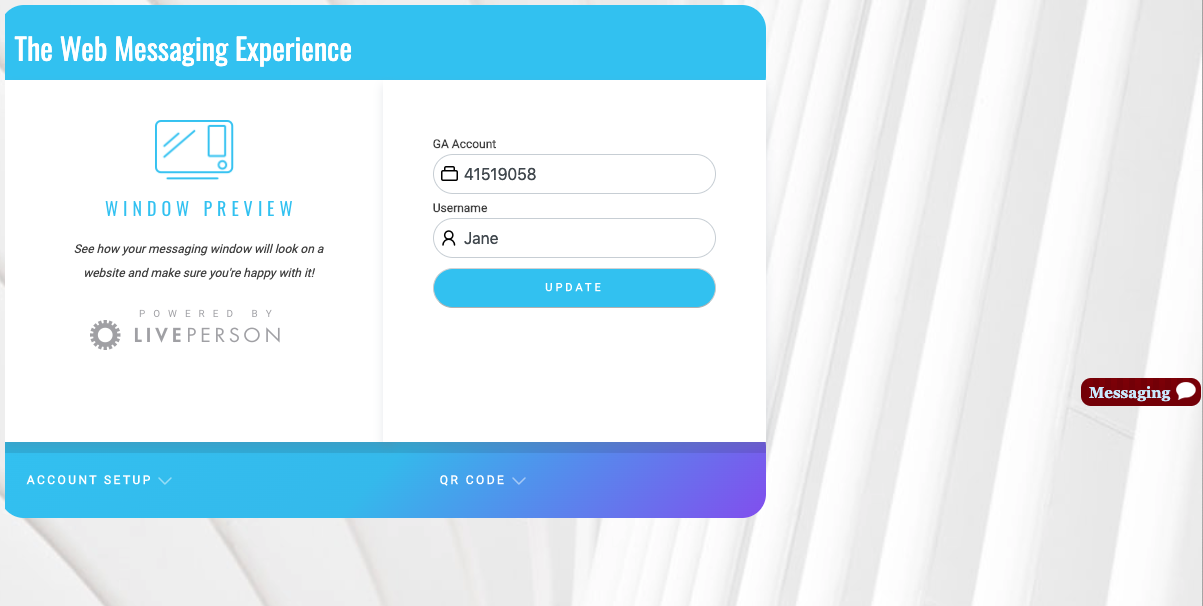 The Web Messaging Experience
WINDOW PREVIEW
See how your messaging window will look on a
website and make sure you're happy with it!
POWERED BY
LIVEPERSON
GA Account
41519058
Username
Jane
UPDATE
Messaging
ACCOUNT SETUP
QR CODE